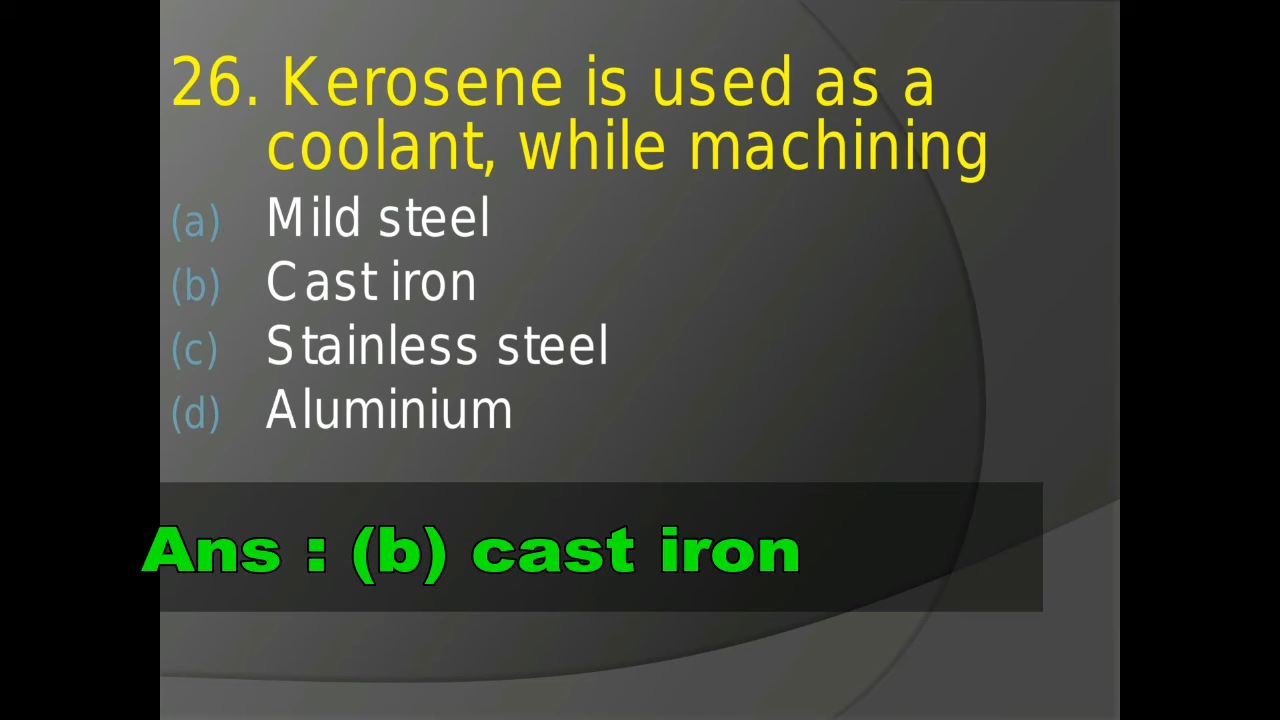 26. Kerosene is used as a
coolant, while machining
(a) Mild steel
(b) Cast iron
(c) Stainless steel
(d) Aluminium
Ans : (b) cast iron